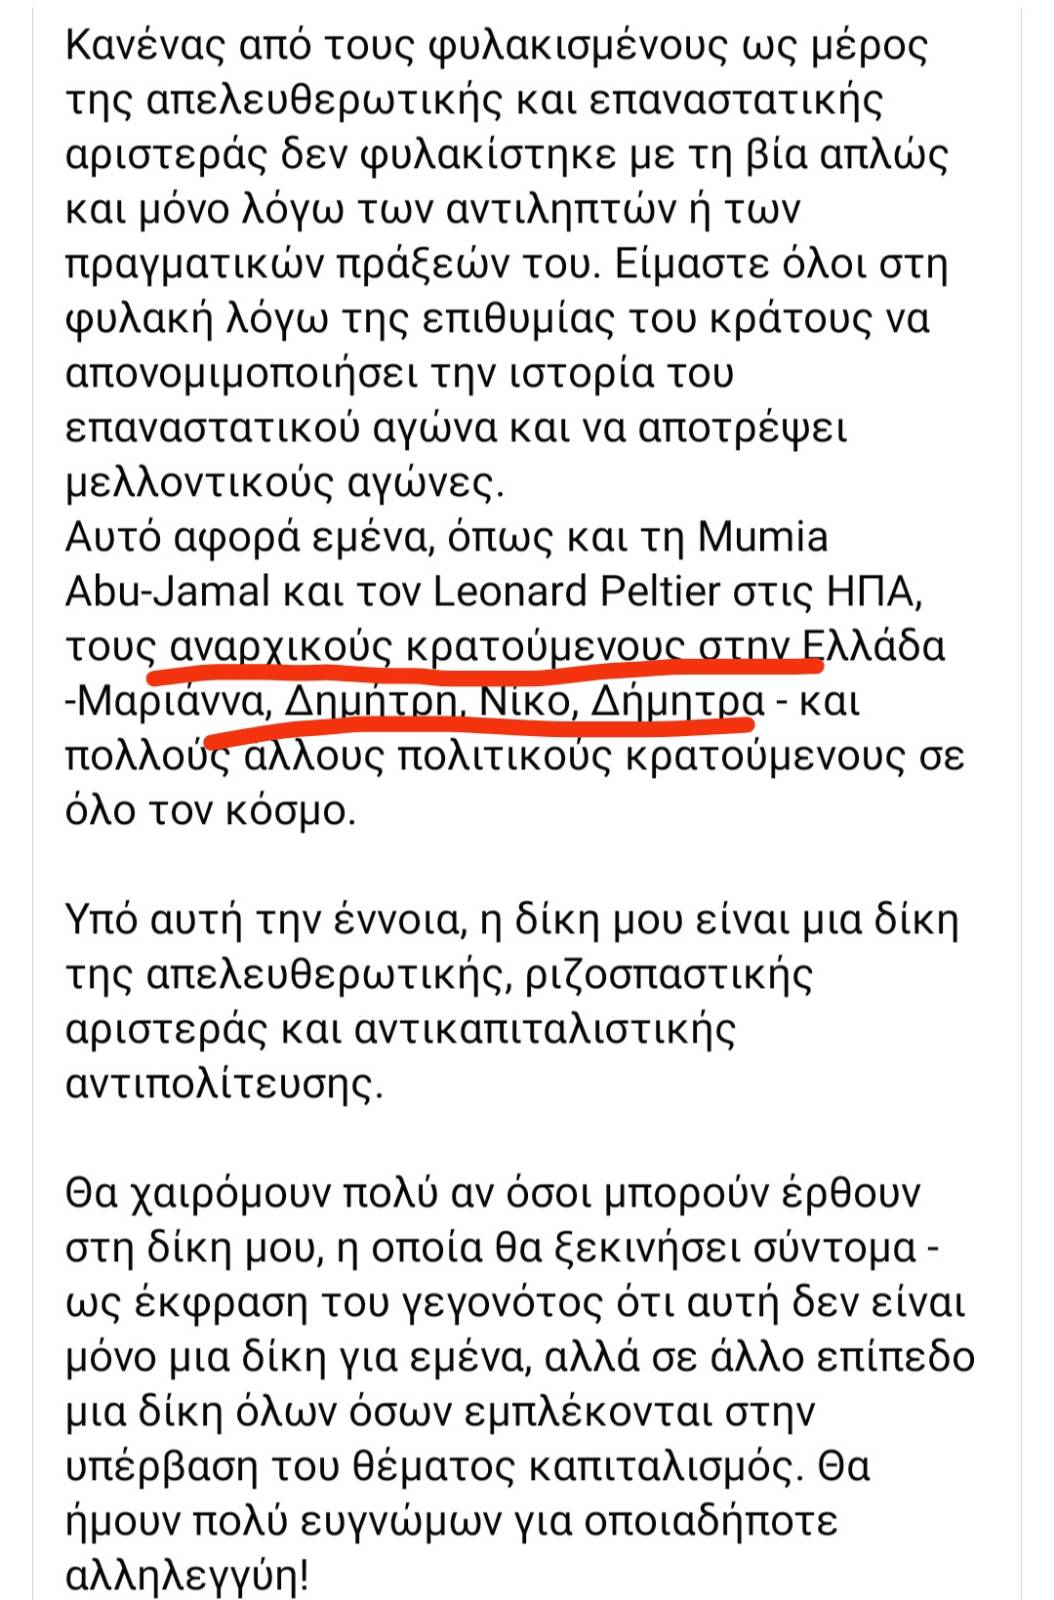 Κανένας από τους φυλακισμένους ως μέρος
της απελευθερωτικής και επαναστατικής
αριστεράς δεν φυλακίστηκε με τη βία απλώς
και μόνο λόγω των αντιληπτών ή των
πραγματικών πράξεών του. Είμαστε όλοι στη
φυλακή λόγω της επιθυμίας του κράτους να
απονομιμοποιήσει την ιστορία του
επαναστατικού αγώνα και να αποτρέψει
μελλοντικούς αγώνες.
Αυτό αφορά εμένα, όπως και τη Mumia
Abu-Jamal και τον Leonard Peltier στις ΗΠΑ,
τους αναρχικούς κρατούμενους στην Ελλάδα
-Μαριάννα, Δημήτρη, Νίκο, Δήμητρα - και
πολλούς άλλους πολιτικούς κρατούμενους σε
όλο τον κόσμο.
Υπό αυτή την έννοια, η δίκη μου είναι μια δίκη
της απελευθερωτικής, ριζοσπαστικής
αριστεράς και αντικαπιταλιστικής
αντιπολίτευσης.
Θα χαιρόμουν πολύ αν όσοι μπορούν έρθουν
στη δίκη μου, η οποία θα ξεκινήσει σύντομα -
ως έκφραση του γεγονότος ότι αυτή δεν είναι
μόνο μια δίκη για εμένα, αλλά σε άλλο επίπεδο
μια δίκη όλων όσων εμπλέκονται στην
υπέρβαση του θέματος καπιταλισμός. Θα
ήμουν πολύ ευγνώμων για οποιαδήποτε
αλληλεγγύη!